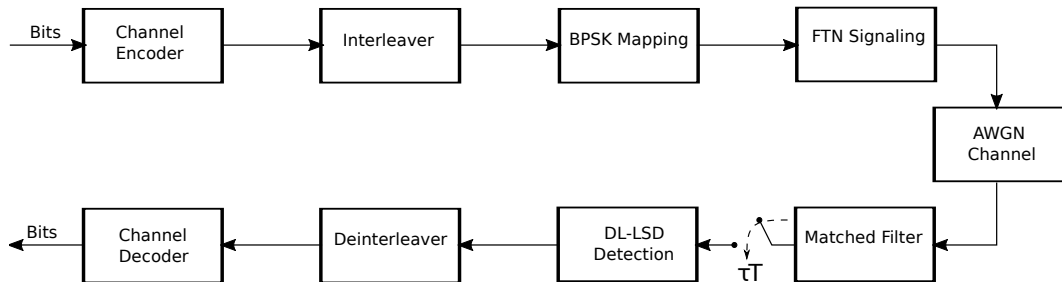 Bits
Channel
Encoder
Interleaver
BPSK Mapping
FTN Signaling
AWGN
Channel
Bits
Channel
Decoder
Deinterleaver
DL-LSD
Detection
τT
Matched Filter